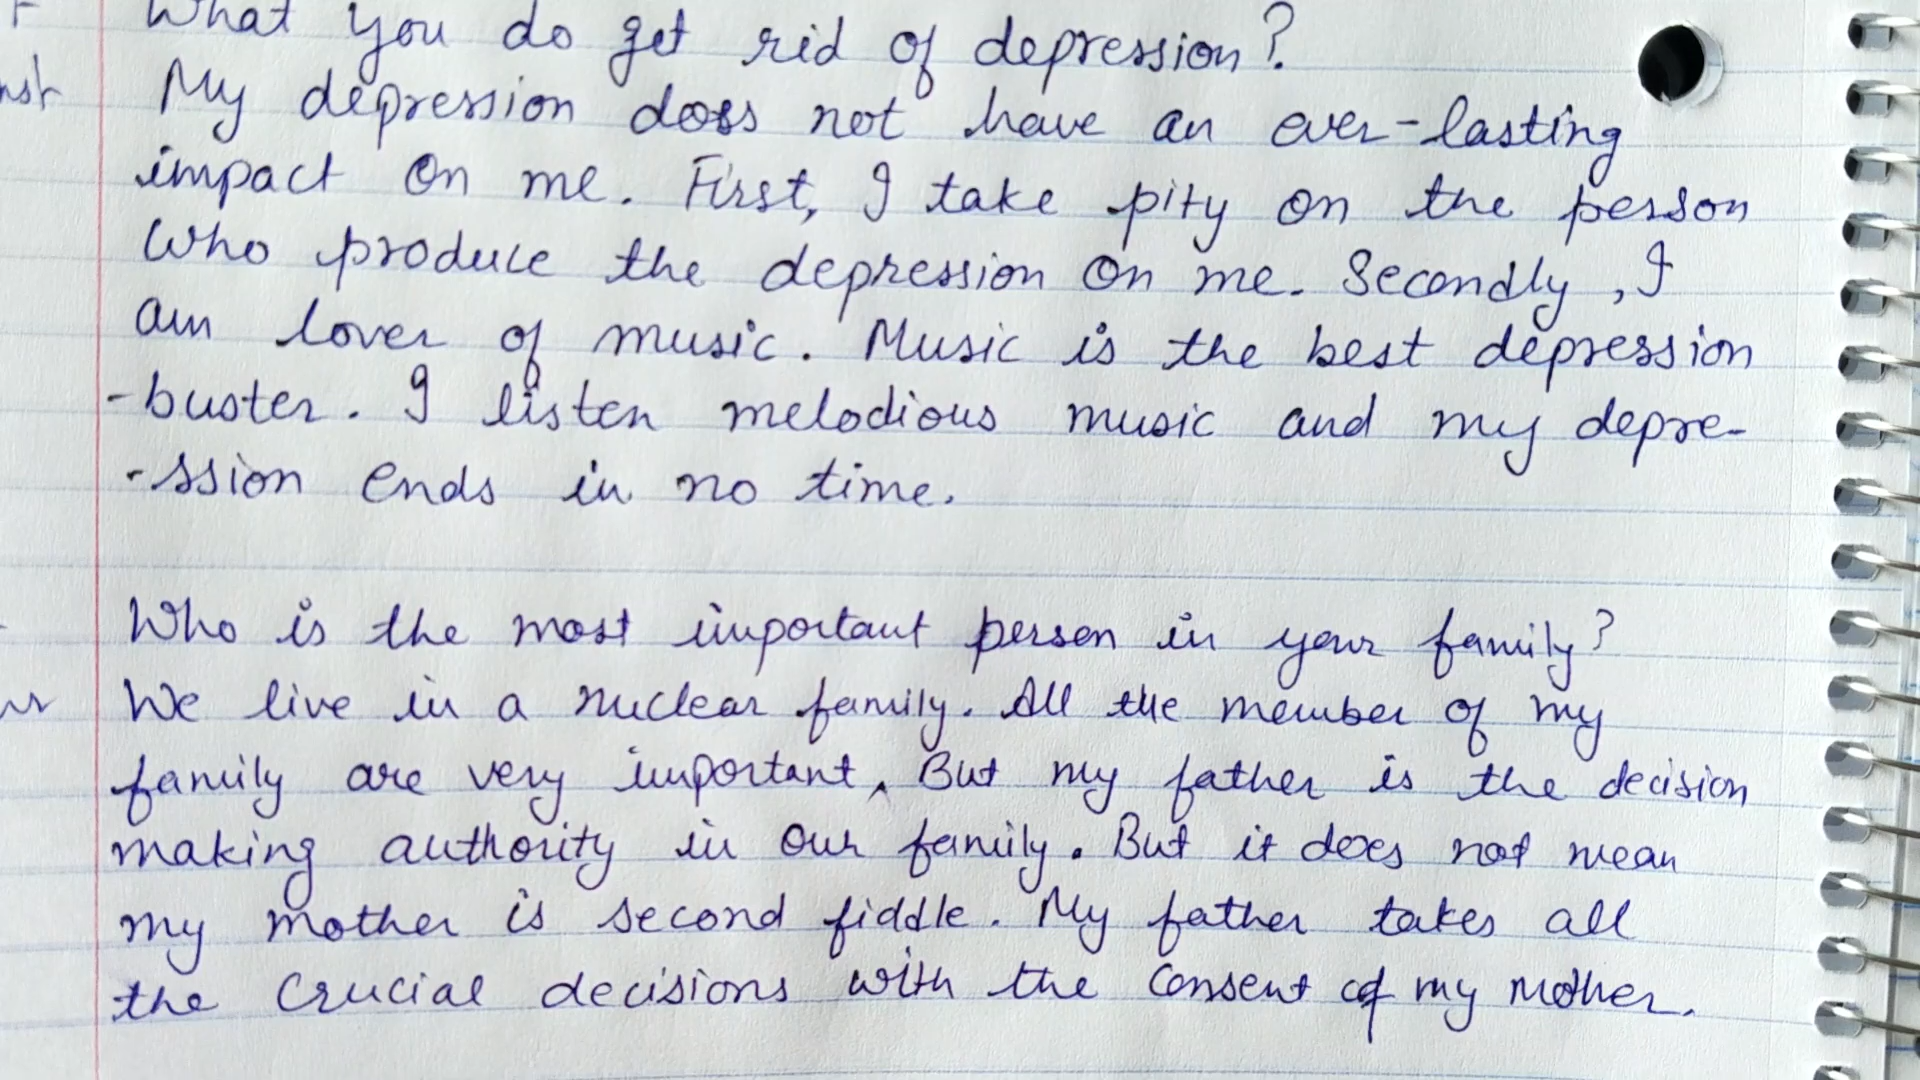 What you do get rid of depression?
My depression does not have an ever-lasting
impact on me. First, I take pity on the person
who produce the depression on me. Secondly, I
am lover of music. Music is the best depression
-buster. I listen melodious music and my depre-
-ssion ends in no time.
Who is the most important person in your family?
We live in a nuclear family. All the member of my
family are very important. But my father is the decision
making authority in our family. But it does not mean
my mother is second fiddle. My father takes all
the crucial decisions with the consent of my mother.